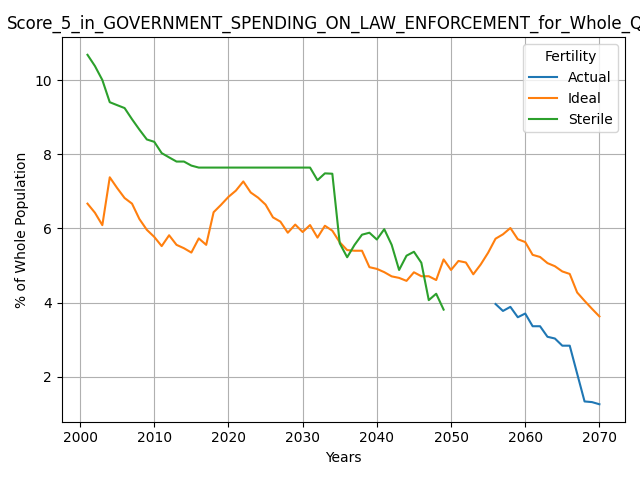 Score_5_in_GOVERNMENT_SPENDING_ON_LAW_ENFORCEMENT_for_Whole_Q
Fertility
Actual
Ideal
Sterile
% of Whole Population
10
8
6
4
2
2000 2010 2020 2030 2040 2050 2060 2070
Years